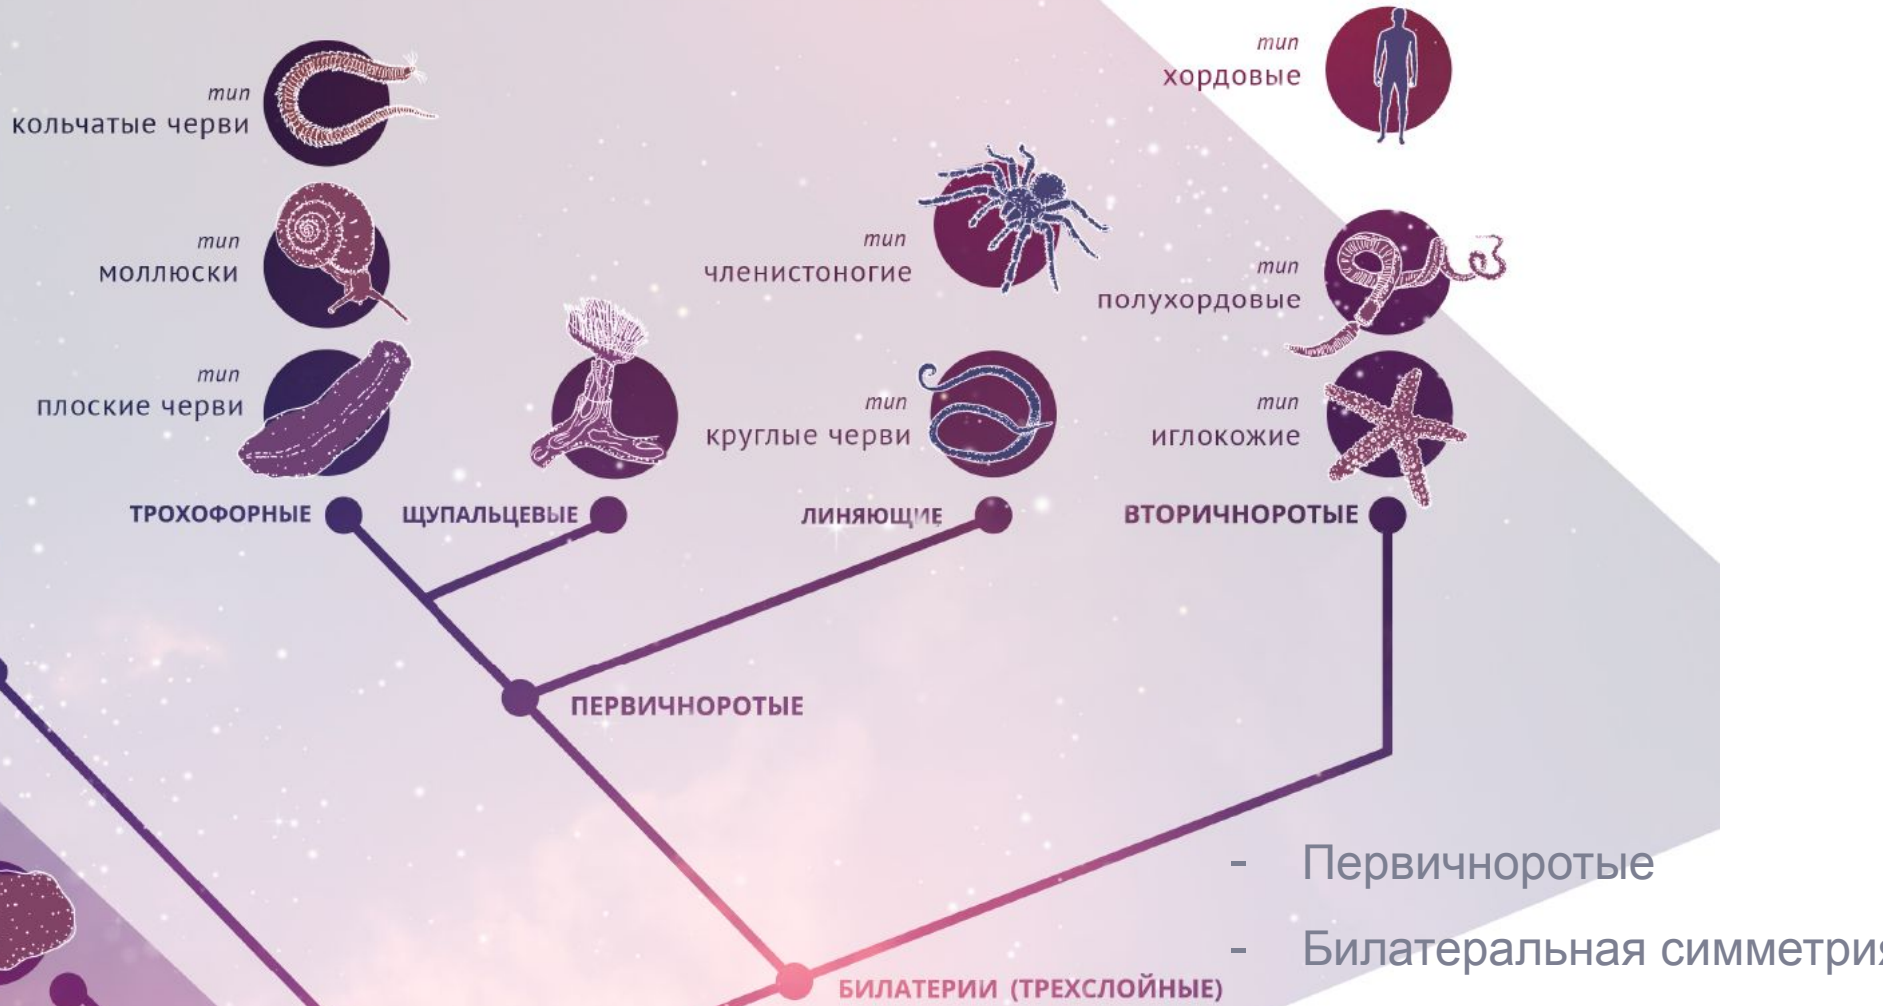 тип
хордовые
тип
кольчатые черви
тип
моллюски
тип
членистоногие
тип
полухордовые
тип
плоские черви
тип
круглые черви
тип
иглокожие
ТРОХОФОРНЫЕ
ЩУПАЛЬЦЕВЫЕ
ЛИНЯЮЩИЕ
ВТОРИЧНОРОТЫЕ
ПЕРВИЧНОРОТЫЕ
- Первичноротые
- Билатеральная симметрия
БИЛАТЕРИИ (ТРЕХСЛОЙНЫЕ)